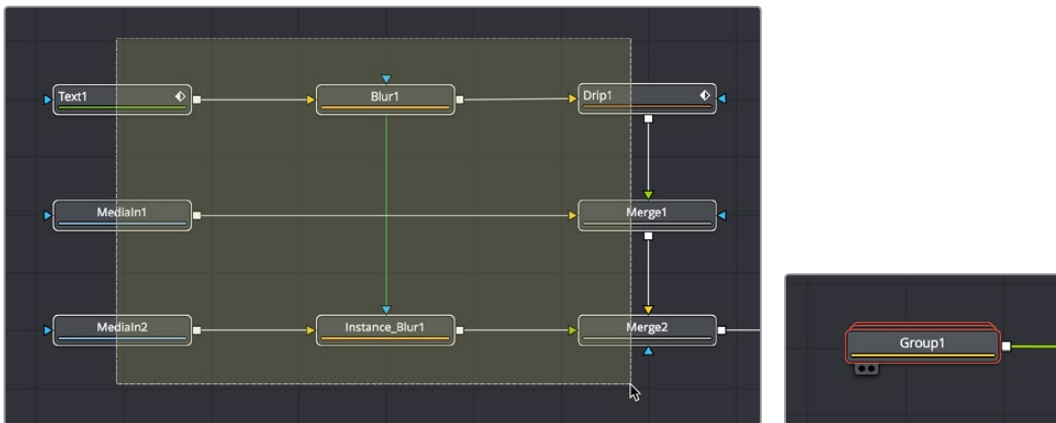 Text1
Blur1
Drip1
MediaIn1
Merge1
MediaIn2
Instance_Blur1
Merge2
Group1